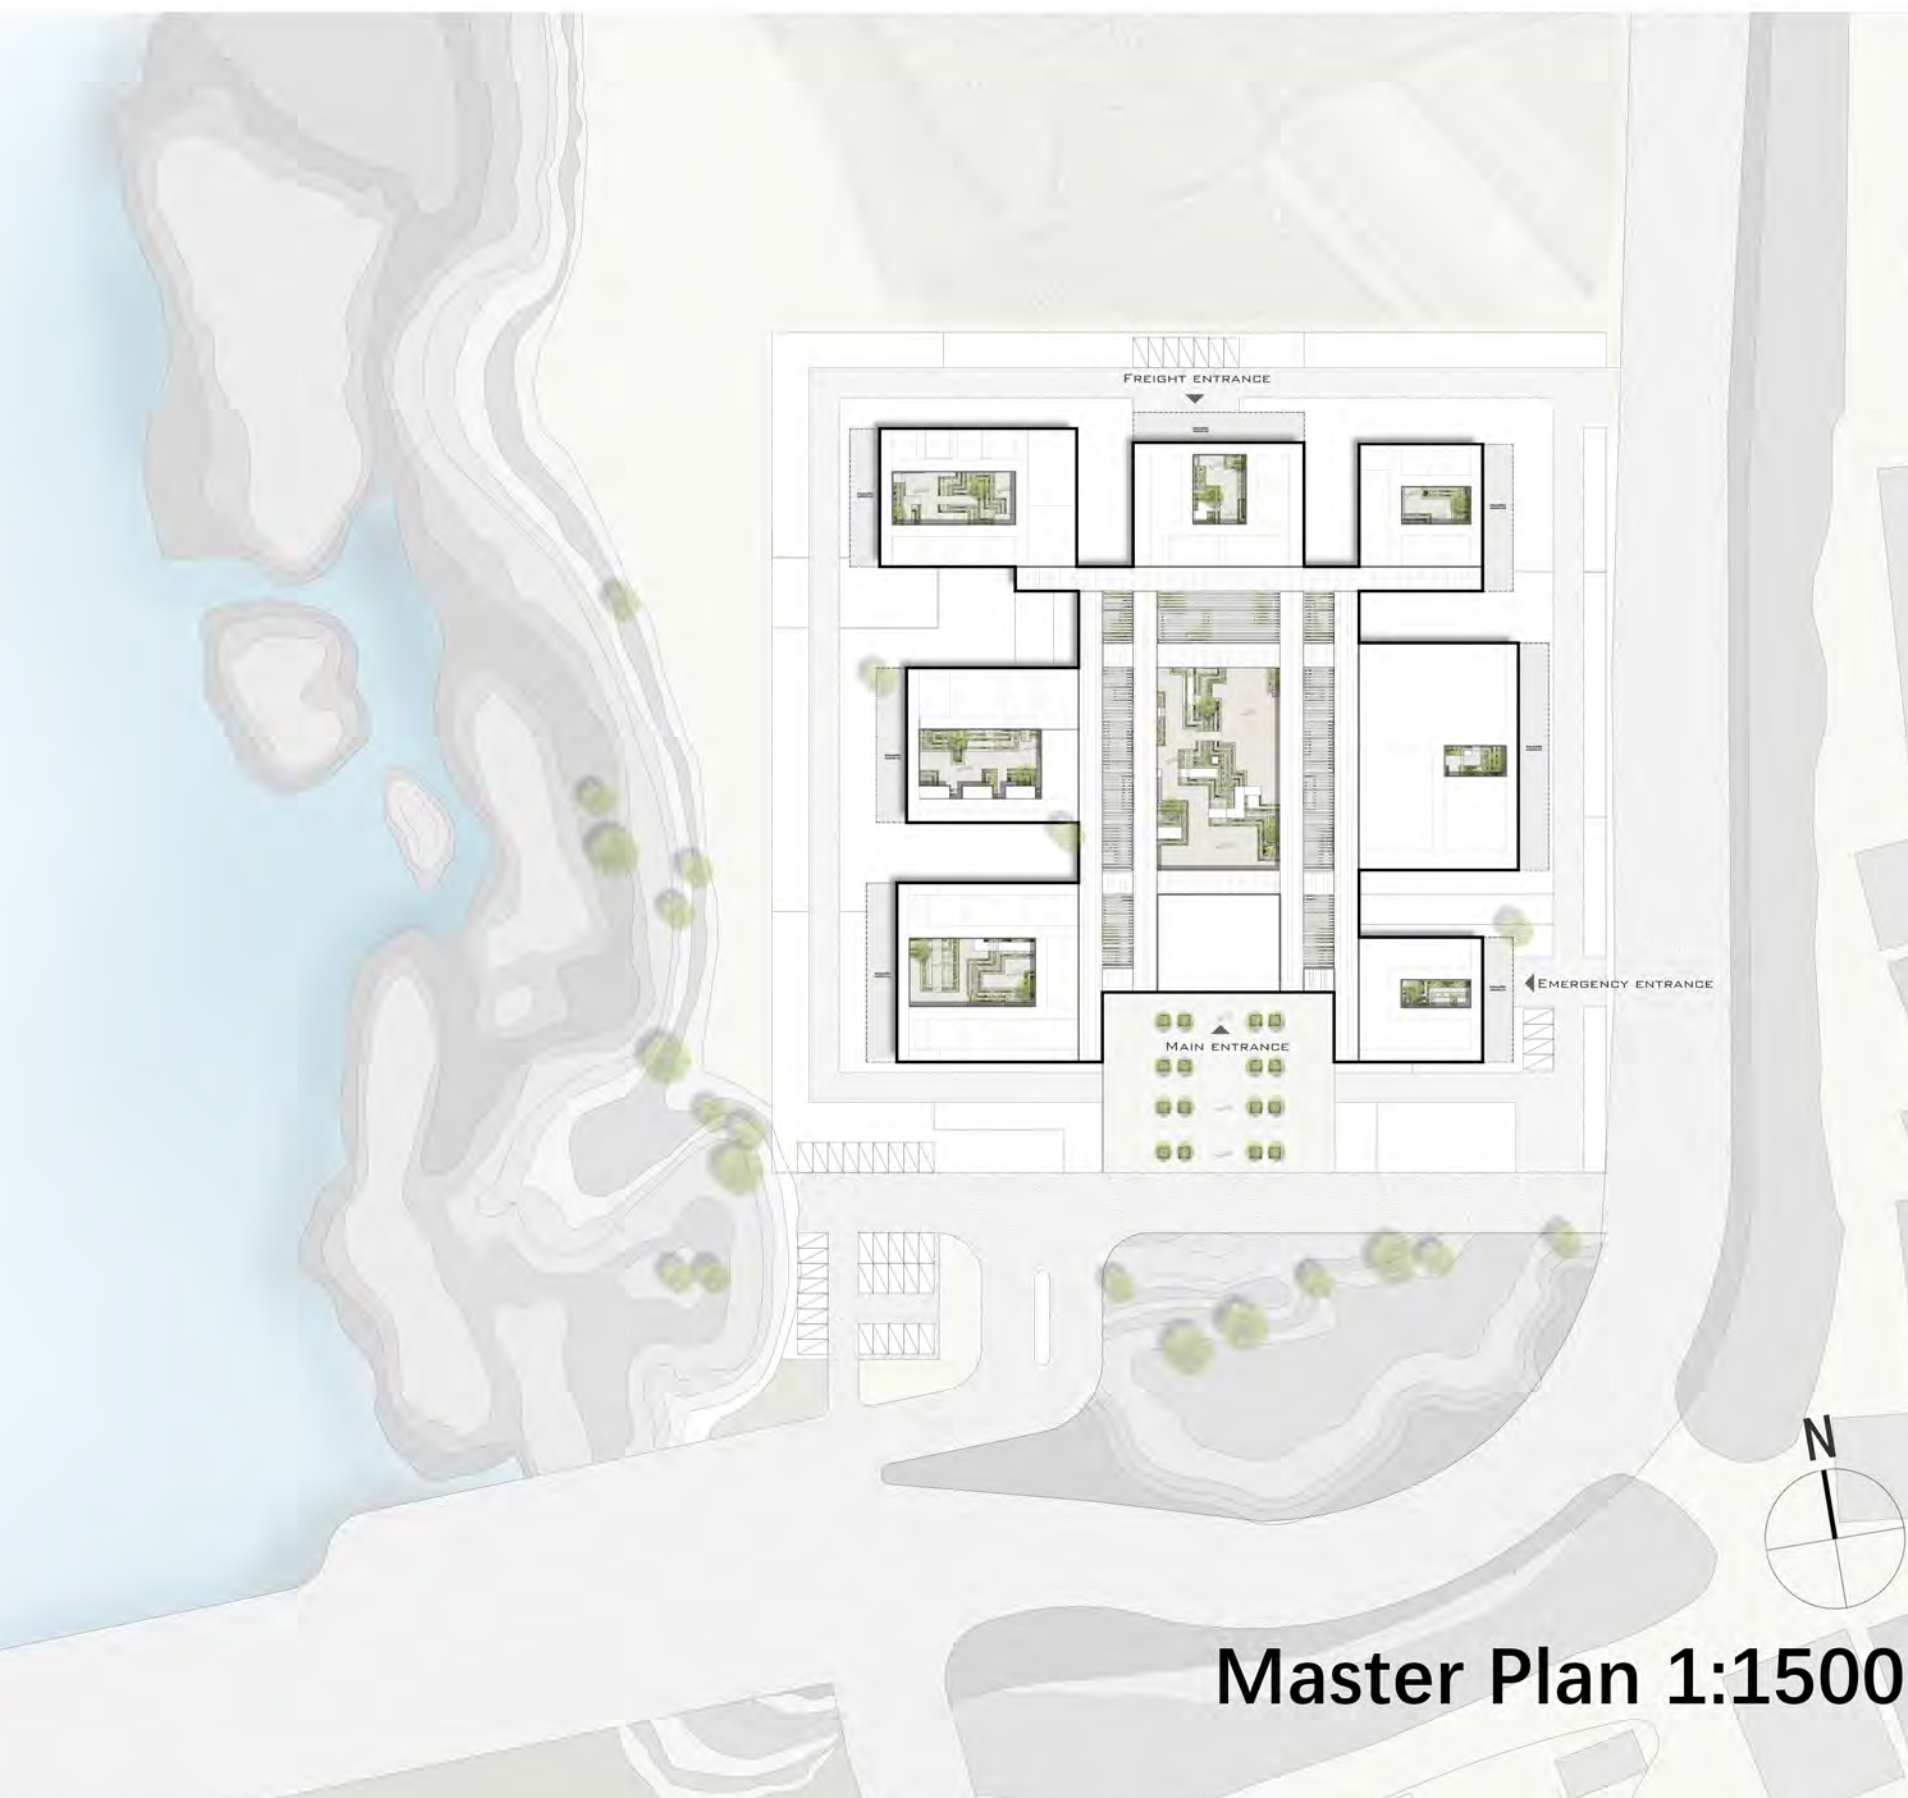 FREIGHT ENTRANCE
EMERGENCY ENTRANCE
MAIN ENTRANCE
N
Master Plan 1:1500